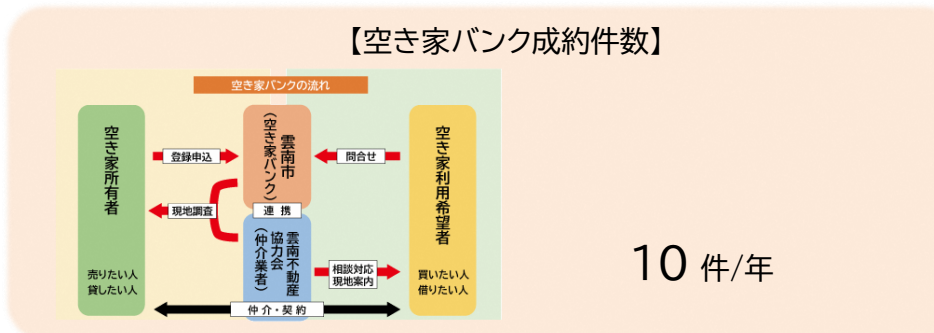 【空き家バンク成約件数】
空き家バンクの流れ
空き家所有者
売りたい人
貸したい人
登録申込
現地調査
雲南市
(空き家バンク)
連携
雲南不動産
協力会
(仲介業者)
問合せ
相談対応
現地案内
空き家利用希望者
買いたい人
借りたい人
仲介・契約
10 件/年